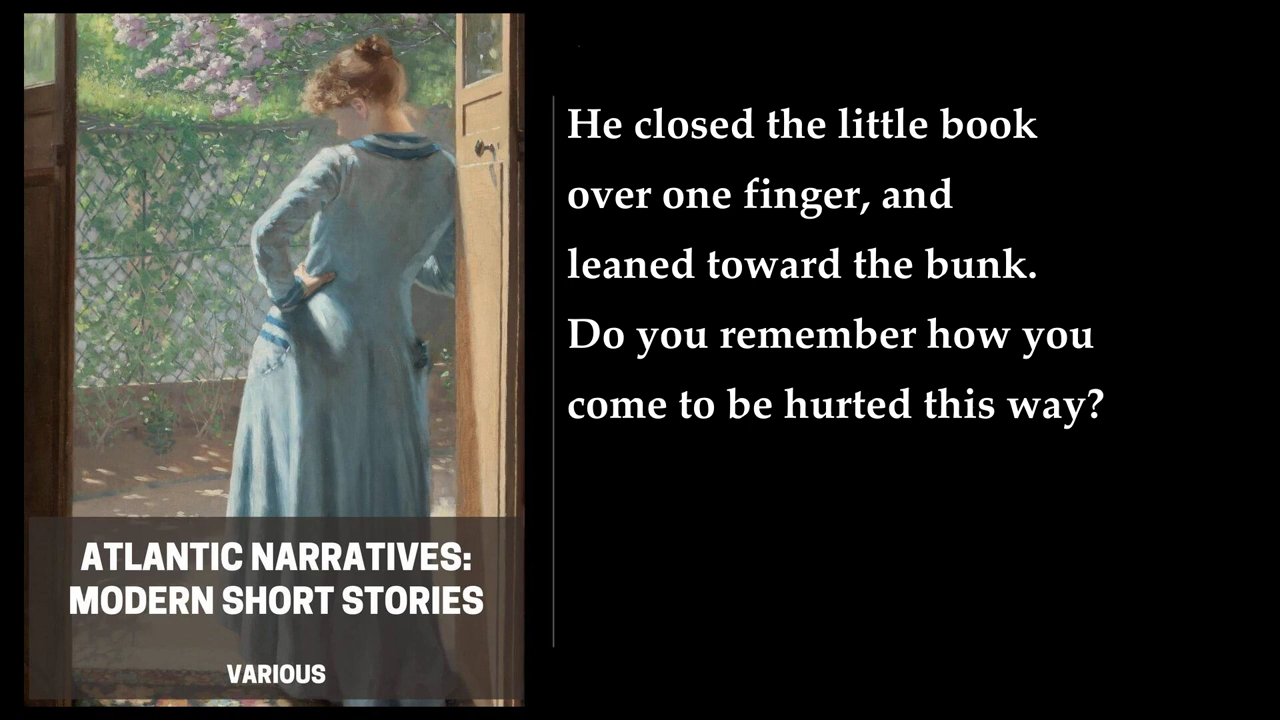 He closed the little book
over one finger, and
leaned toward the bunk.
Do you remember how you
come to be hurted this way?
ATLANTIC NARRATIVES:
MODERN SHORT STORIES
VARIOUS